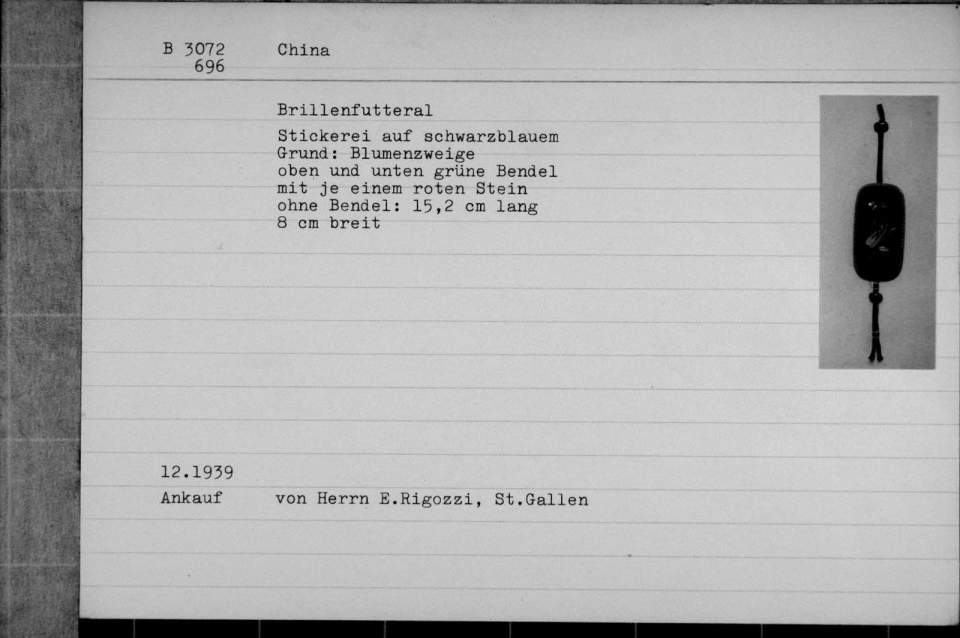 B 3072 China
696
Brillenfutteral
Stickerei auf schwarzblauem
Grund: Blumenzweige
oben und unten grüne Bendel
mit je einem roten Stein
ohne Bendel: 15,2 cm lang
8 cm breit
12.1939
Ankauf von Herrn E.Rigozzi, St.Gallen